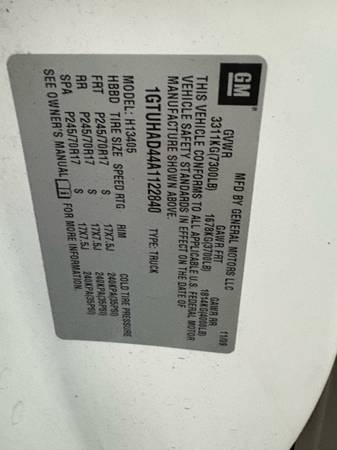 GM
MFD BY GENERAL MOTORS LLC 11/09
GVWR GAWR FRT GAWR RR
3311KG(7300LB) 1678KG(3700LB) 1814KG(4000LB)
THIS VEHICLE CONFORMS TO ALL APPLICABLE U.S. FEDERAL MOTOR
VEHICLE SAFETY STANDARDS IN EFFECT ON THE DATE OF
MANUFACTURE SHOWN ABOVE.
1GTUHAD44A1122840 TYPE: TRUCK
MODEL: H13405
HBBD TIRE SIZE SPEED RTG RIM COLD TIRE PRESSURE
FRT P245/70R17 S 17X7.5J 240KPA(35PSI)
RR P245/70R17 S 17X7.5J 240KPA(35PSI)
SPA P245/70R17 S 17X7.5J 240KPA(35PSI)
SEE OWNER'S MANUAL FOR MORE INFORMATION.